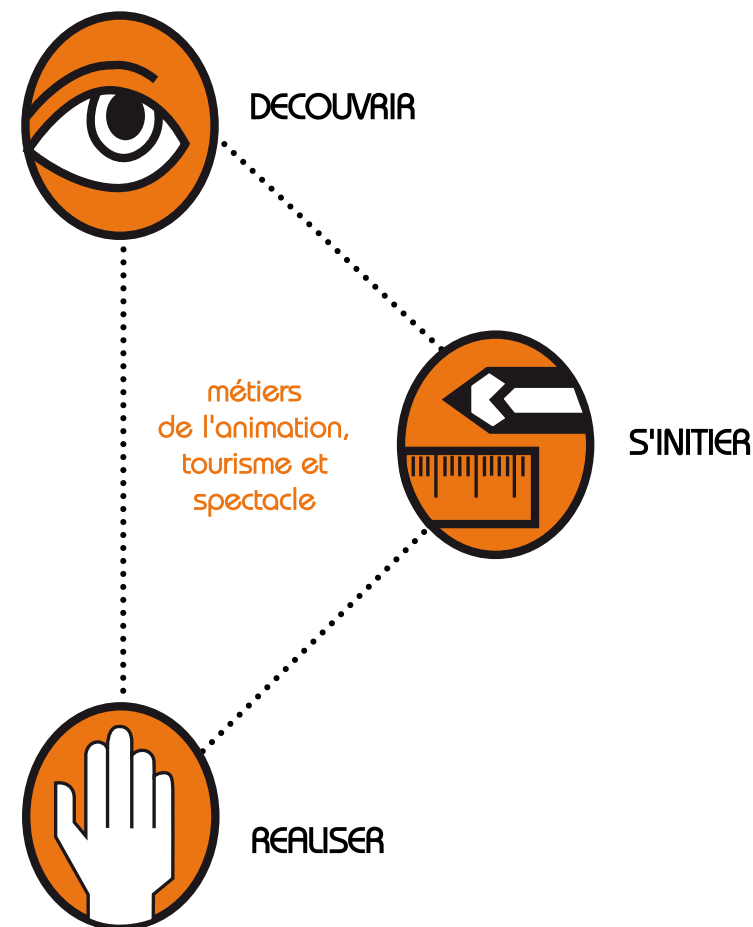 DECOUVRIR
métiers
de l'animation,
tourisme et
spectacle
S'INITIER
REALISER